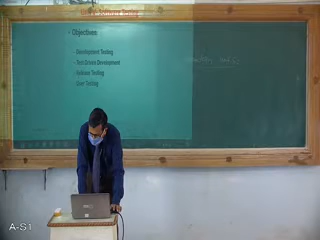 • Objectives
- Development Testing
- Test-Driven Development
- Release Testing
- User Testing
A-S1